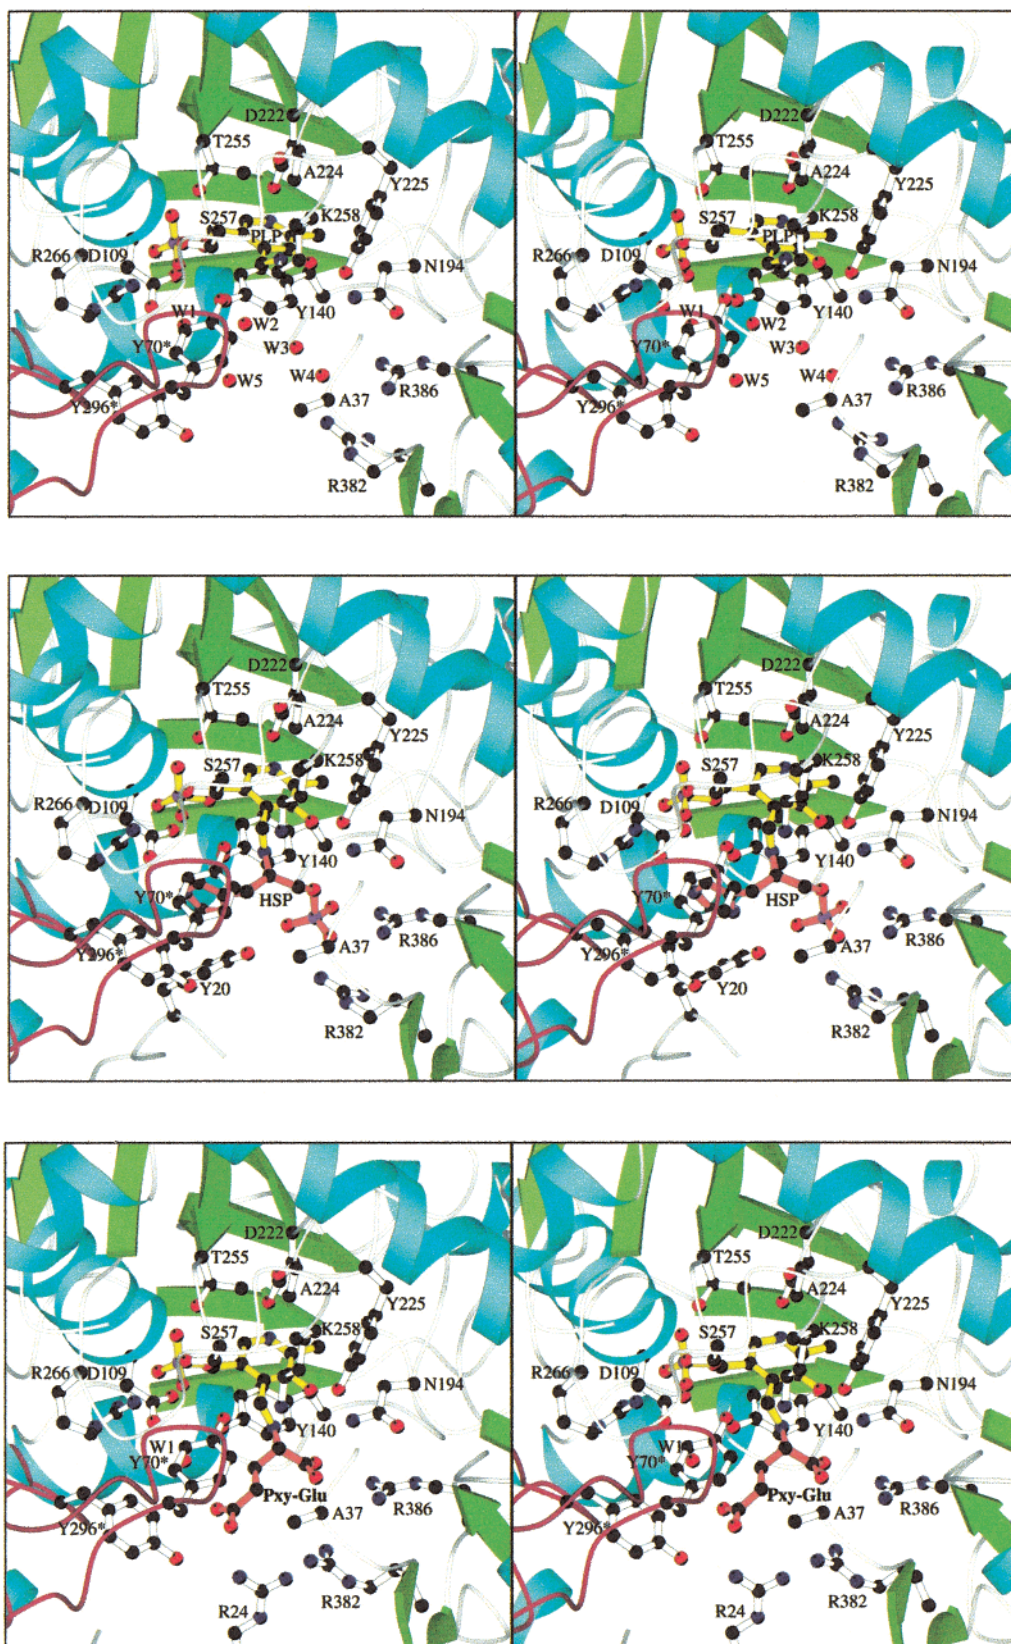 D222 D222
T255 A224 T255 A224
Y225 Y225
S257 K258 S257 K258
PLP PLP
R266 D109 N194 R266 D109 N194
W1 W2 Y140 W1 W2 Y140
Y70* W3 Y70* W3
W5 W4 R386 W5 W4 R386
Y296* A37 Y296* A37
R382 R382
D222 D222
T255 A224 T255 A224
Y225 Y225
S257 K258 S257 K258
R266 D109 N194 R266 D109 N194
Y140 Y140
Y70* HSP Y70* HSP
Y296* A37 R386 Y296* A37 R386
Y20 Y20
R382 R382
D222 D222
T255 A224 T255 A224
Y225 Y225
S257 K258 S257 K258
R266 D109 N194 R266 D109 N194
W1 Y140 W1 Y140
Y70* Y70*
Pxy-Glu R386 Pxy-Glu R386
Y296* A37 Y296* A37
R24 R382 R24 R382